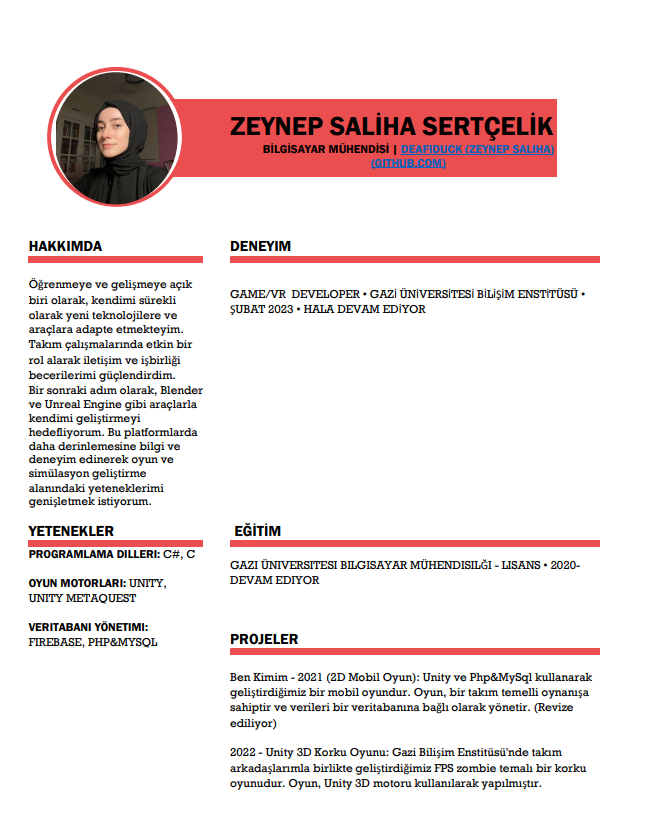 ZEYNEP SALİHA SERTÇELİK
BİLGİSAYAR MÜHENDİSİ | DEAFIDUCK (ZEYNEP SALIHA)
(GITHUB.COM)
HAKKIMDA
Öğrenmeye ve gelişmeye açık
biri olarak, kendimi sürekli
olarak yeni teknolojilere ve
araçlara adapte etmekteyim.
Takım çalışmalarında etkin bir
rol alarak iletişim ve işbirliği
becerilerimi güçlendirdim.
Bir sonraki adım olarak, Blender
ve Unreal Engine gibi araçlarla
kendimi geliştirmeyi
hedefliyorum. Bu platformlarda
daha derinlemesine bilgi ve
deneyim edinerek oyun ve
simülasyon geliştirme
alanındaki yeteneklerimi
genişletmek istiyorum.
YETENEKLER
PROGRAMLAMA DILLERI: C#, C
OYUN MOTORLARI: UNITY,
UNITY METAQUEST
VERITABANI YÖNETIMI:
FIREBASE, PHP&MYSQL
DENEYIM
GAME/VR DEVELOPER • GAZİ ÜNİVERSİTESİ BİLİŞİM ENSTİTÜSÜ •
ŞUBAT 2023 • HALA DEVAM EDİYOR
EĞİTİM
GAZI ÜNIVERSITESI BILGISAYAR MÜHENDISILĞI - LISANS • 2020-
DEVAM EDIYOR
PROJELER
Ben Kimim - 2021 (2D Mobil Oyun): Unity ve Php&MySql kullanarak
geliştirdiğimiz bir mobil oyundur. Oyun, bir takım temelli oynanışa
sahiptir ve verileri bir veritabanına bağlı olarak yönetir. (Revize
ediliyor)
2022 - Unity 3D Korku Oyunu: Gazi Bilişim Enstitüsü'nde takım
arkadaşlarımla birlikte geliştirdiğimiz FPS zombie temalı bir korku
oyunudur. Oyun, Unity 3D motoru kullanılarak yapılmıştır.